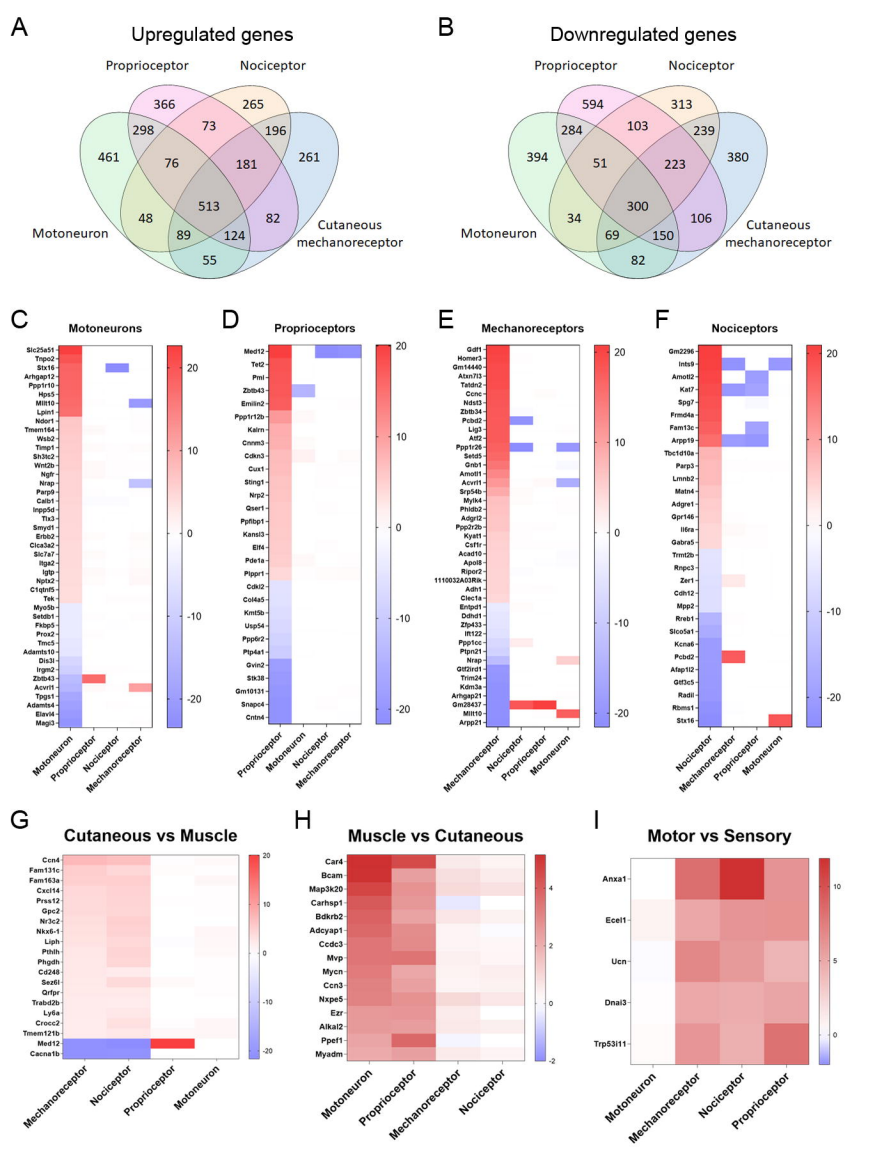 A
Upregulated genes
Proprioceptor
Nociceptor
366
265
298
73
196
461
76
181
261
513
48
82
Motoneuron
89
124
Cutaneous
mechanoreceptor
55
B
Downregulated genes
Proprioceptor
Nociceptor
594
313
284
103
239
394
51
223
380
300
34
106
Motoneuron
69
150
Cutaneous
mechanoreceptor
82
C
Motoneurons
Slc25a51
Tnpo2
Stx16
Arhgap12
Ppp1r10
Hps5
Mllt10
Lpin1
Ndor1
Tmem164
Wsb2
Timp1
Sh3tc2
Wnt2b
Ngfr
Nrap
Parp9
Calb1
Inpp5d
Tlx3
Smyd1
Erbb2
Clca3a2
Slc7a7
Itga2
Igtp
Nptx2
C1qtnf5
Tek
Myo5b
Setdb1
Fkbp5
Prox2
Tmc5
Adamts10
Dis3l
Irgm2
Zbtb43
Acvrl1
Tpgs1
Adamts4
Elavl4
Magi3
20
10
0
-10
-20
Motoneuron
Proprioceptor
Nociceptor
Mechanoreceptor
D
Proprioceptors
Med12
Tet2
Pml
Zbtb43
Emilin2
Ppp1r12b
Kalrn
Cnnm3
Cdkn3
Cux1
Sting1
Nrp2
Qser1
Ppfibp1
Kansl3
Elf4
Pde1a
Plppr1
Cdkl2
Col4a5
Kmt5b
Usp54
Ppp6r2
Ptp4a1
Gvin2
Stk38
Gm10131
Snapc4
Cntn4
20
10
0
-10
-20
Proprioceptor
Motoneuron
Nociceptor
Mechanoreceptor
E
Mechanoreceptors
Gdf1
Homer3
Gm14440
Atxn7l3
Tatdn2
Ccnc
Ndst3
Zbtb34
Pcbd2
Lig3
Atf2
Ppp1r26
Setd5
Gnb1
Amotl1
Acvrl1
Srp54b
Mylk4
Phldb2
Adgrl2
Ppp2r2b
Kyat1
Csf1r
Acad10
Apol8
Ripor2
1110032A03Rik
Adh1
Clec1a
Entpd1
Ddhd1
Zfp433
Ift122
Ppp1cc
Ptpn21
Nrap
Gtf2ird1
Trim24
Kdm3a
Arhgap21
Gm28437
Mllt10
Arpp21
20
10
0
-10
-20
Mechanoreceptor
Nociceptor
Proprioceptor
Motoneuron
F
Nociceptors
Gm2296
Ints9
Amotl2
Kat7
Spg7
Frmd4a
Fam13c
Arpp19
Tbc1d10a
Parp3
Lmnb2
Matn4
Adgre1
Gpr146
Il6ra
Gabra5
Trmt2b
Rnpc3
Zer1
Cdh12
Mpp2
Rreb1
Slco5a1
Kcna6
Pcbd2
Afap1l2
Gtf3c5
Radil
Rbms1
Stx16
20
10
0
-10
-20
Nociceptor
Mechanoreceptor
Proprioceptor
Motoneuron
G
Cutaneous vs Muscle
Ccn4
Fam131c
Fam163a
Cxcl14
Prss12
Gpc2
Nr3c2
Nkx6-1
Liph
Pthlh
Phgdh
Cd248
Sez6l
Qrfpr
Trabd2b
Ly6a
Crocc2
Tmem121b
Med12
Cacna1b
20
10
0
-10
-20
Mechanoreceptor
Nociceptor
Proprioceptor
Motoneuron
H
Muscle vs Cutaneous
Car4
Bcam
Map3k20
Carhsp1
Bdkrb2
Adcyap1
Ccdc3
Mvp
Mycn
Ccn3
Nxpe5
Ezr
Alkal2
Ppef1
Myadm
4
2
0
-2
Motoneuron
Proprioceptor
Mechanoreceptor
Nociceptor
I
Motor vs Sensory
Anxa1
Ecel1
Ucn
Dnai3
Trp53i11
10
5
0
Motoneuron
Mechanoreceptor
Nociceptor
Proprioceptor